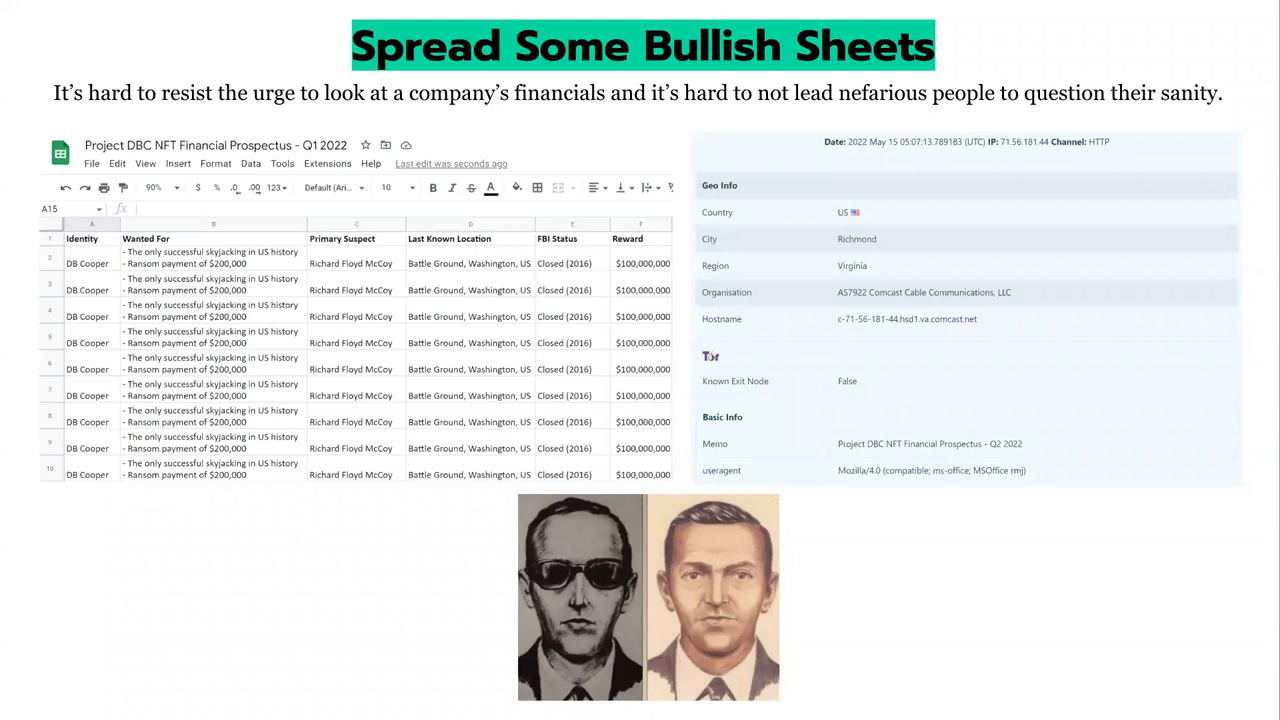 Spread Some Bullish Sheets
It's hard to resist the urge to look at a company's financials and it's hard to not lead nefarious people to question their sanity.
Project DBC NFT Financial Prospectus - Q1 2022
File Edit View Insert Format Data Tools Extensions Help Last edit was seconds ago
90% $ % .0 .00 123 Default (Ari... 10 B I S A
A15 fx
A B C D E F
1 Identity Wanted For Primary Suspect Last Known Location FBI Status Reward
- The only successful skyjacking in US history
2 DB Cooper - Ransom payment of $200,000 Richard Floyd McCoy Battle Ground, Washington, US Closed (2016) $100,000,000
- The only successful skyjacking in US history
3 DB Cooper - Ransom payment of $200,000 Richard Floyd McCoy Battle Ground, Washington, US Closed (2016) $100,000,000
- The only successful skyjacking in US history
4 DB Cooper - Ransom payment of $200,000 Richard Floyd McCoy Battle Ground, Washington, US Closed (2016) $100,000,000
- The only successful skyjacking in US history
5 DB Cooper - Ransom payment of $200,000 Richard Floyd McCoy Battle Ground, Washington, US Closed (2016) $100,000,000
- The only successful skyjacking in US history
6 DB Cooper - Ransom payment of $200,000 Richard Floyd McCoy Battle Ground, Washington, US Closed (2016) $100,000,000
- The only successful skyjacking in US history
7 DB Cooper - Ransom payment of $200,000 Richard Floyd McCoy Battle Ground, Washington, US Closed (2016) $100,000,000
- The only successful skyjacking in US history
8 DB Cooper - Ransom payment of $200,000 Richard Floyd McCoy Battle Ground, Washington, US Closed (2016) $100,000,000
- The only successful skyjacking in US history
9 DB Cooper - Ransom payment of $200,000 Richard Floyd McCoy Battle Ground, Washington, US Closed (2016) $100,000,000
- The only successful skyjacking in US history
10 DB Cooper - Ransom payment of $200,000 Richard Floyd McCoy Battle Ground, Washington, US Closed (2016) $100,000,000
Date: 2022 May 15 05:07:13.789183 (UTC) IP: 71.56.181.44 Channel: HTTP
Geo Info
Country US
City Richmond
Region Virginia
Organisation AS7922 Comcast Cable Communications, LLC
Hostname c-71-56-181-44.hsd1.va.comcast.net
Tor
Known Exit Node False
Basic Info
Memo Project DBC NFT Financial Prospectus - Q2 2022
useragent Mozilla/4.0 (compatible; ms-office; MSOffice rmj)